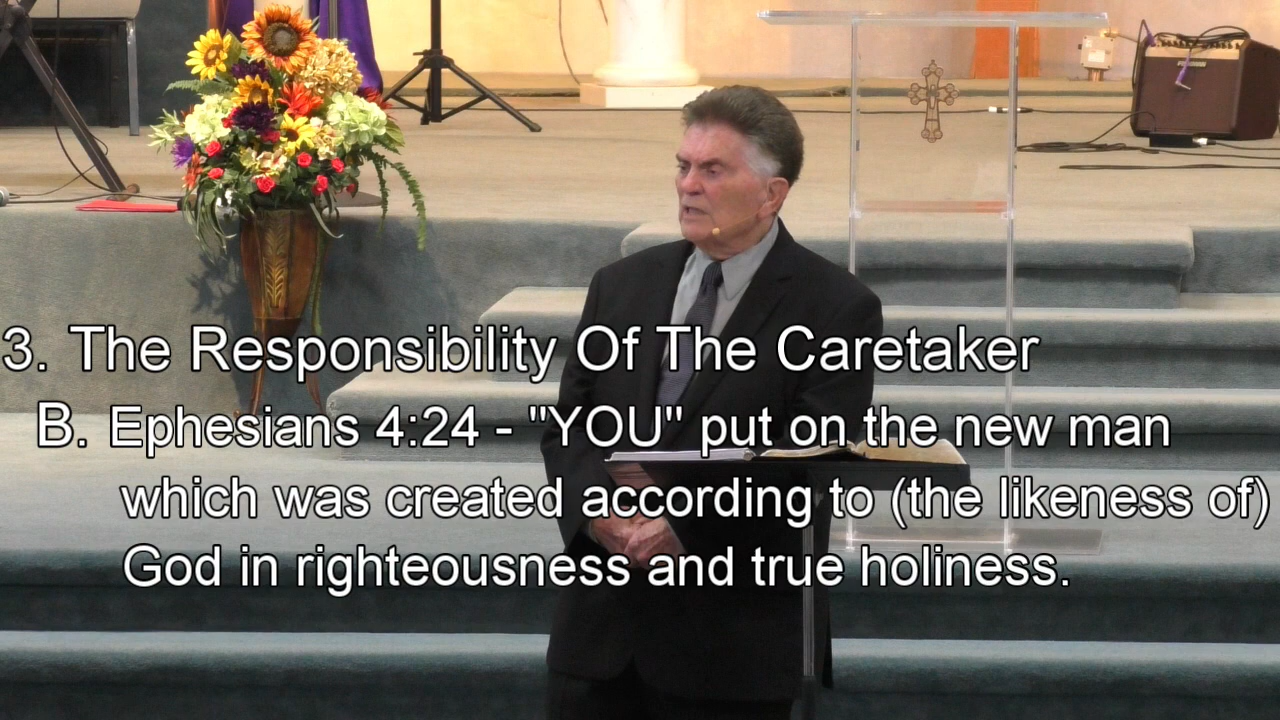 3. The Responsibility Of The Caretaker
B. Ephesians 4:24 - "YOU" put on the new man
which was created according to (the likeness of)
God in righteousness and true holiness.